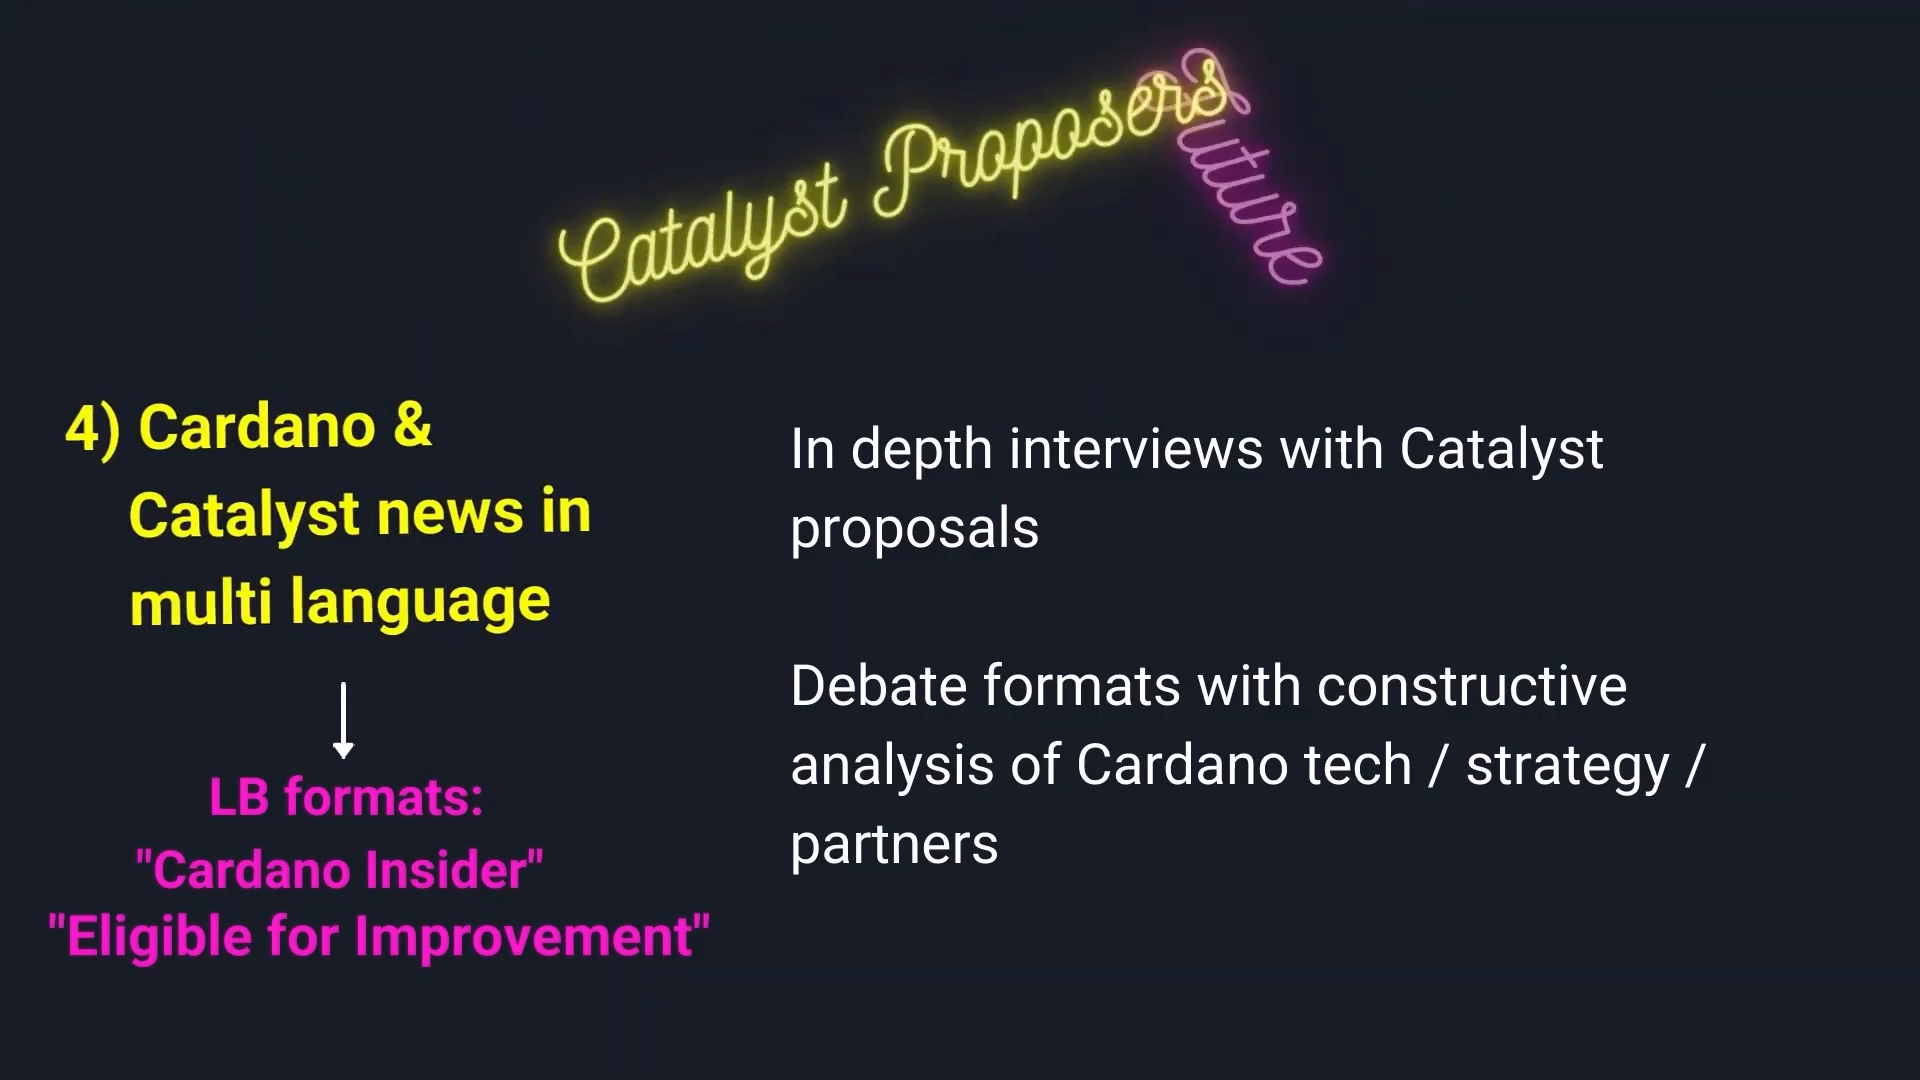 Catalyst Proposers
Future
4) Cardano &
Catalyst news in
multi language
LB formats:
"Cardano Insider"
"Eligible for Improvement"
In depth interviews with Catalyst
proposals
Debate formats with constructive
analysis of Cardano tech / strategy /
partners